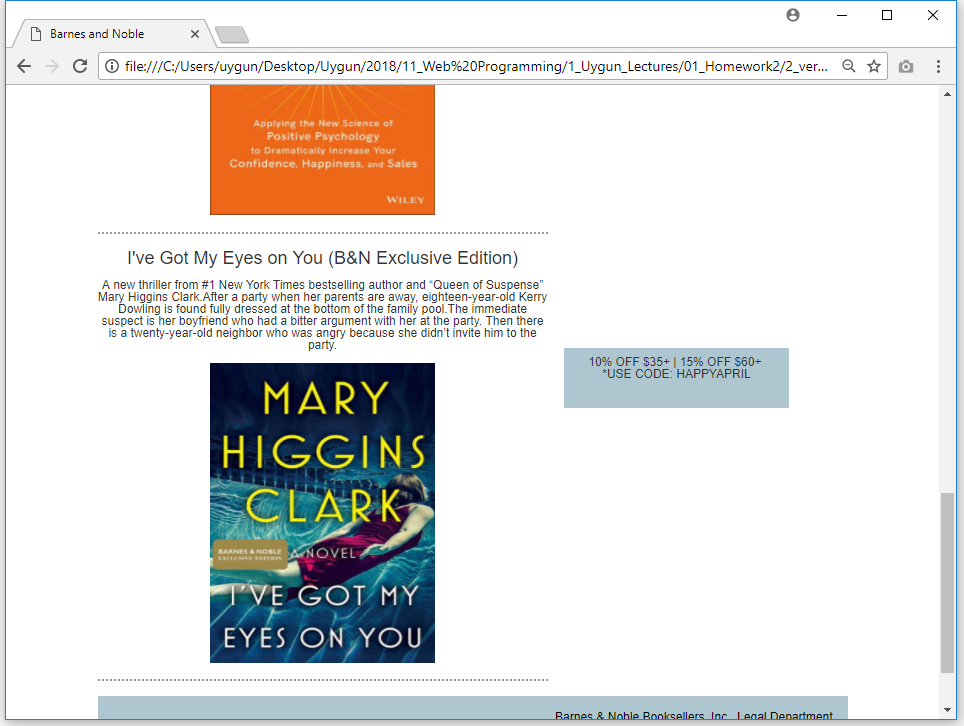 Barnes and Noble
file:///C:/Users/uygun/Desktop/Uygun/2018/11_Web%20Programming/1_Uygun_Lectures/01_Homework2/2_ver...
Applying the New Science of
Positive Psychology
to Dramatically Increase Your
Confidence, Happiness, and Sales
WILEY
I've Got My Eyes on You (B&N Exclusive Edition)
A new thriller from #1 New York Times bestselling author and “Queen of Suspense”
Mary Higgins Clark.After a party when her parents are away, eighteen-year-old Kerry
Dowling is found fully dressed at the bottom of the family pool.The immediate
suspect is her boyfriend who had a bitter argument with her at the party. Then there
is a twenty-year-old neighbor who was angry because she didn’t invite him to the
party.
10% OFF $35+ | 15% OFF $60+
*USE CODE: HAPPYAPRIL
MARY
HIGGINS
CLARK
BARNES & NOBLE
EXCLUSIVE EDITION
A NOVEL
I'VE GOT MY
EYES ON YOU
Barnes & Noble Booksellers, Inc., Legal Department